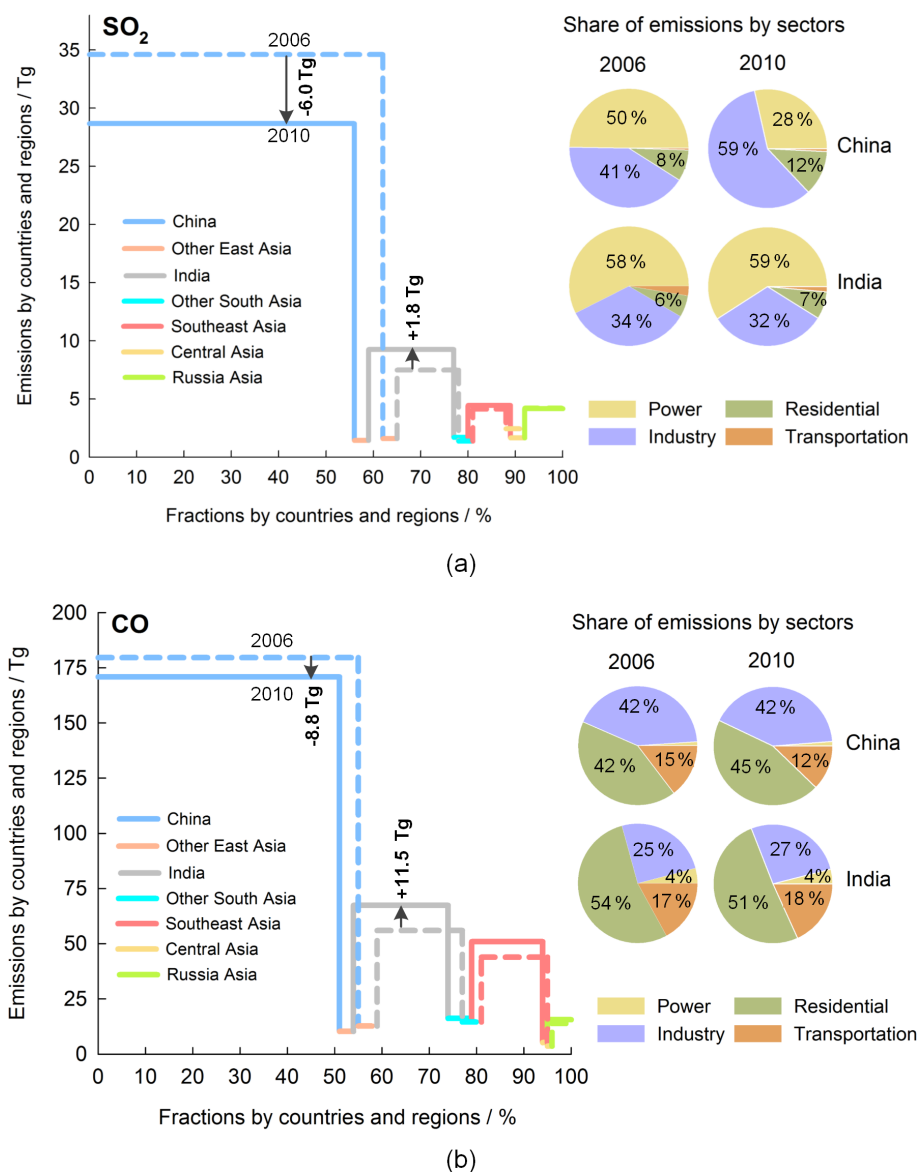 SO2
Share of emissions by sectors
2006
2010
35
30
25
20
15
10
5
0
Emissions by countries and regions / Tg
2006
-6.0 Tg
2010
+1.8 Tg
China
Other East Asia
India
Other South Asia
Southeast Asia
Central Asia
Russia Asia
0 10 20 30 40 50 60 70 80 90 100
Fractions by countries and regions / %
50 %
8 %
41 %
28 %
59 %
12%
China
58 %
6%
34 %
59 %
7%
32 %
India
Power
Residential
Industry
Transportation
(a)
CO
Share of emissions by sectors
2006
2010
200
175
150
125
100
75
50
25
0
Emissions by countries and regions / Tg
2006
2010
-8.8 Tg
+11.5 Tg
China
Other East Asia
India
Other South Asia
Southeast Asia
Central Asia
Russia Asia
0 10 20 30 40 50 60 70 80 90 100
Fractions by countries and regions / %
42 %
42 %
15 %
42 %
45 %
12 %
China
25 %
4%
54 %
17 %
27 %
4%
51 %
18 %
India
Power
Residential
Industry
Transportation
(b)